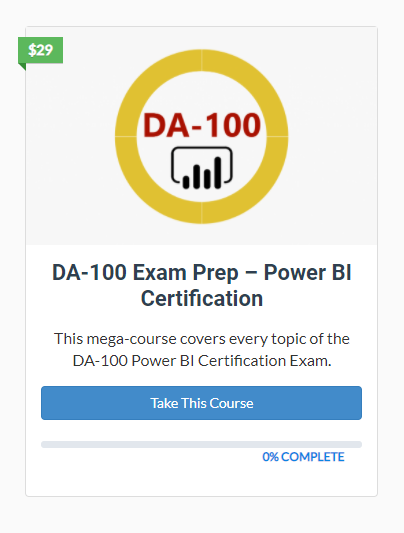 $29
DA-100
DA-100 Exam Prep – Power BI
Certification
This mega-course covers every topic of the
DA-100 Power BI Certification Exam.
Take This Course
0% COMPLETE